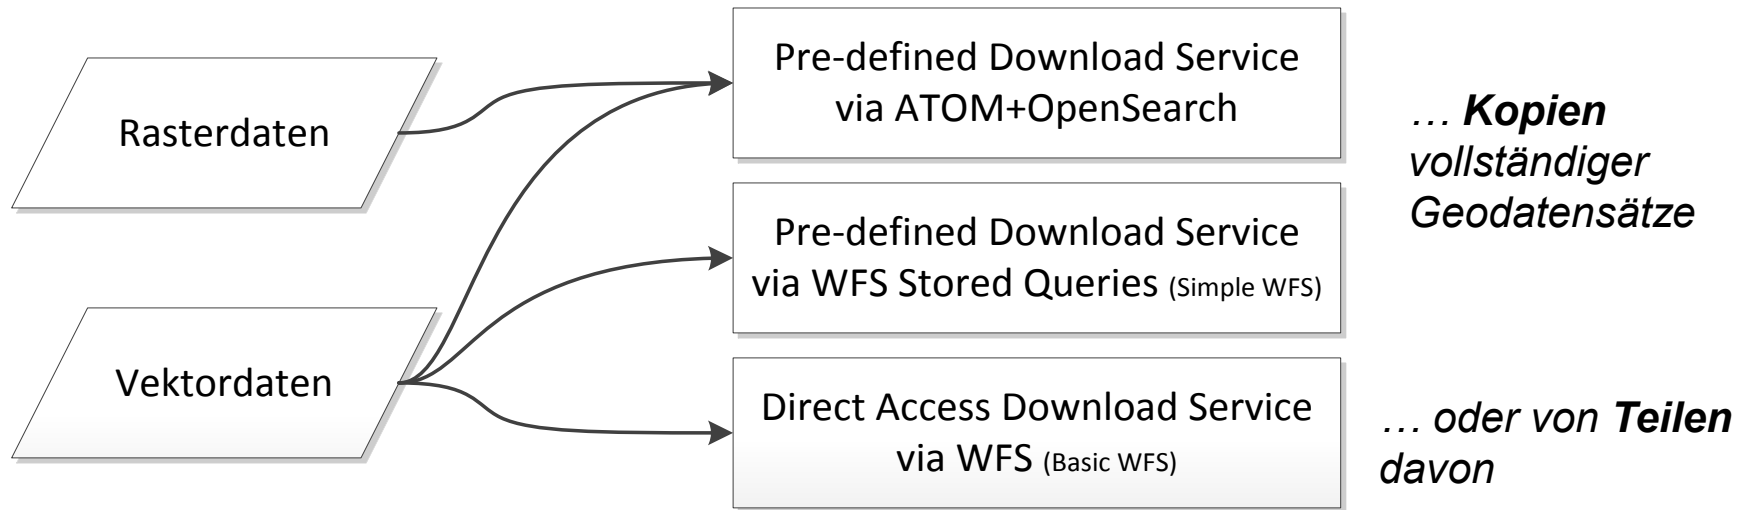 Rasterdaten
Vektordaten
Pre-defined Download Service
via ATOM+OpenSearch
Pre-defined Download Service
via WFS Stored Queries (Simple WFS)
Direct Access Download Service
via WFS (Basic WFS)
… Kopien
vollständiger
Geodatensätze
… oder von Teilen
davon